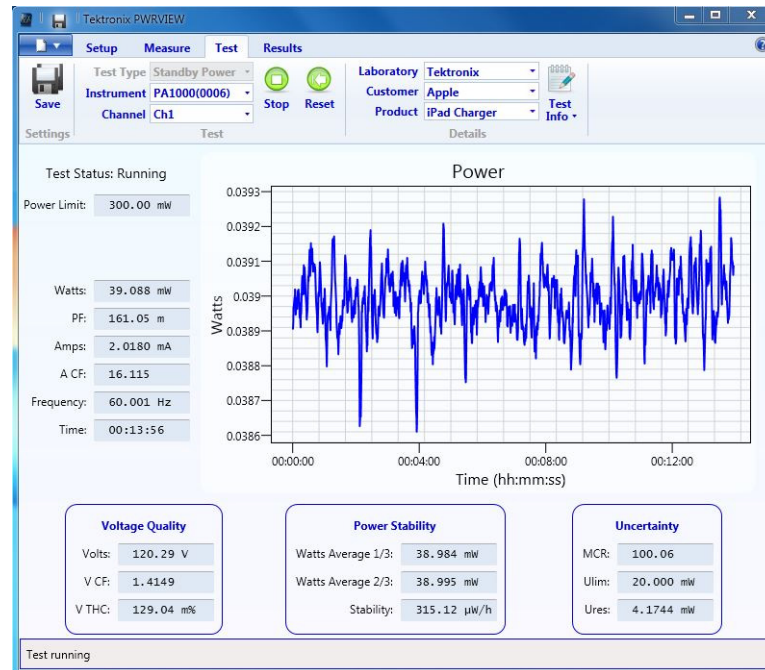 Tektronix PWRVIEW
Setup Measure Test Results
Save
Settings
Test Type Standby Power
Instrument PA1000(0006)
Channel Ch1
Stop
Reset
Test
Laboratory Tektronix
Customer Apple
Product iPad Charger
Test
Info
Details
Test Status: Running
Power Limit: 300.00 mW
Watts: 39.088 mW
PF: 161.05 m
Amps: 2.0180 mA
A CF: 16.115
Frequency: 60.001 Hz
Time: 00:13:56
Power
Watts
0.0393
0.0392
0.0391
0.039
0.0389
0.0388
0.0387
0.0386
00:00:00 00:04:00 00:08:00 00:12:00
Time (hh:mm:ss)
Voltage Quality
Volts: 120.29 V
V CF: 1.4149
V THC: 129.04 m%
Power Stability
Watts Average 1/3: 38.984 mW
Watts Average 2/3: 38.995 mW
Stability: 315.12 µW/h
Uncertainty
MCR: 100.06
Ulim: 20.000 mW
Ures: 4.1744 mW
Test running